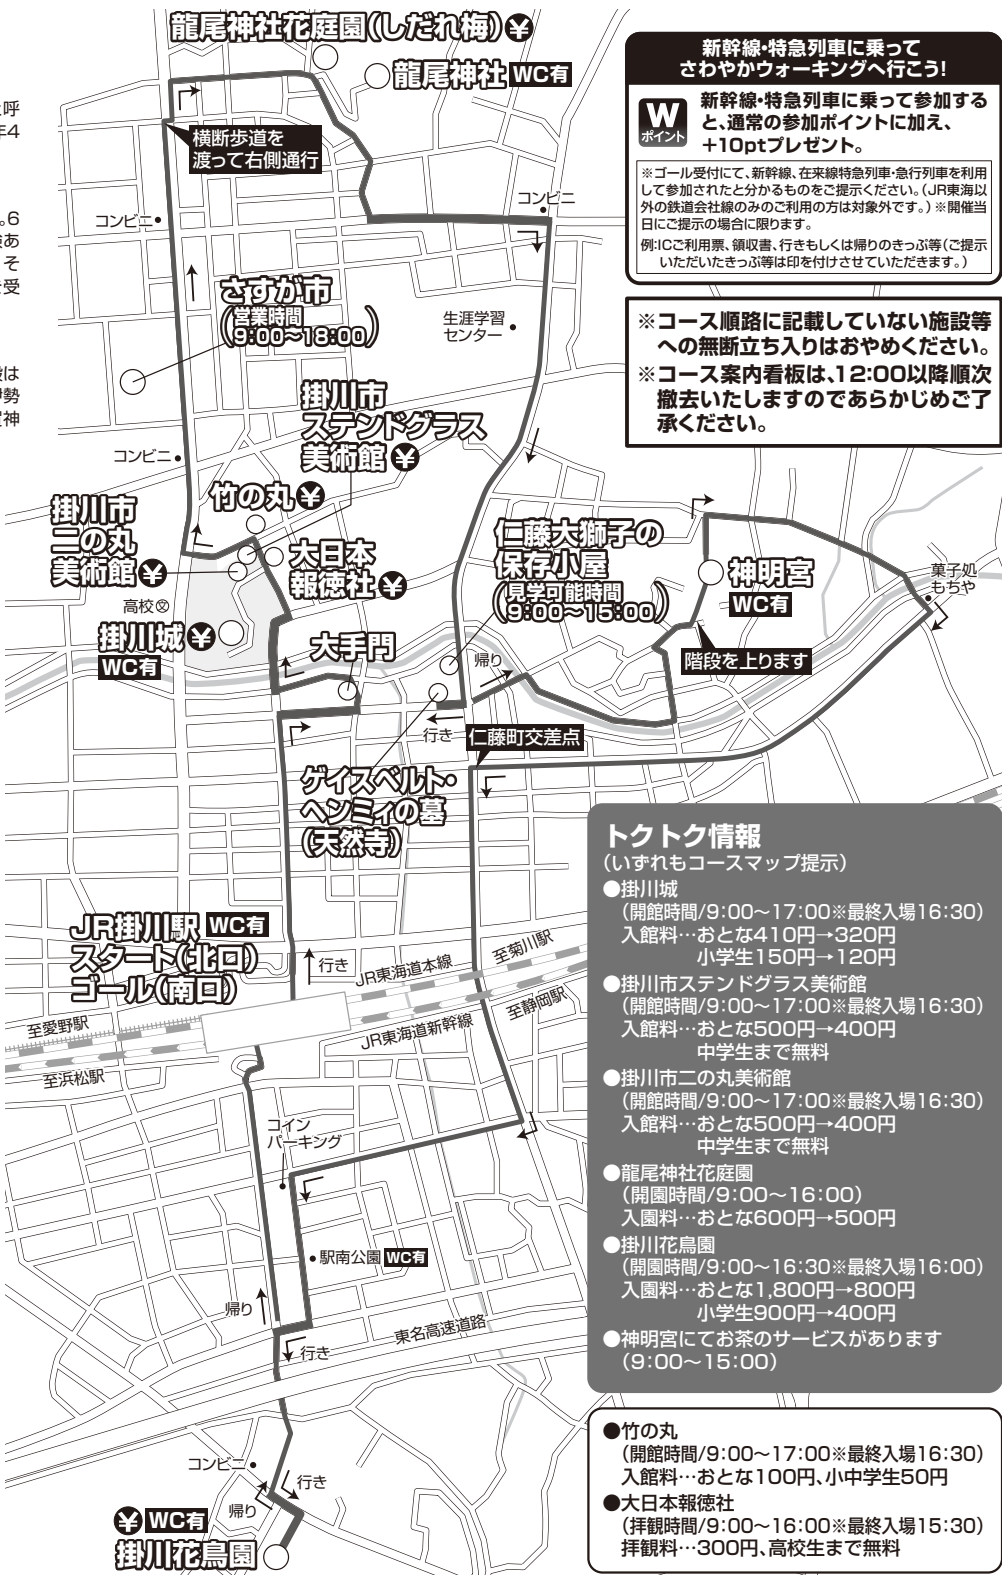 龍尾神社花庭園(しだれ梅)¥
龍尾神社 WC有
呼
年4
横断歩道を
渡って右側通行
コンビニ
コンビニ
。6
さすが市
(営業時間
9:00〜18:00)
そ
受
生涯学習
センター
は
伊勢
神
掛川市
ステンドグラス
美術館¥
コンビニ
竹の丸¥
掛川市
二の丸
美術館¥
大日本
報徳社¥
仁藤大獅子の
保存小屋
(見学可能時間
9:00〜15:00)
神明宮
WC有
菓子処
もちや
高校
掛川城¥
WC有
大手門
帰り
階段を上ります
行き
仁藤町交差点
ゲイスベルト・
ヘンミィの墓
(天然寺)
JR掛川駅 WC有
スタート(北口)
ゴール(南口)
行き
JR東海道本線
至菊川駅
至静岡駅
至愛野駅
JR東海道新幹線
至浜松駅
コイン
パーキング
駅南公園 WC有
帰り
東名高速道路
行き
コンビニ
行き
帰り
¥ WC有
掛川花鳥園
新幹線・特急列車に乗って
さわやかウォーキングへ行こう!
W
ポイント
新幹線・特急列車に乗って参加する
と、通常の参加ポイントに加え、
+10ptプレゼント。
※ゴール受付にて、新幹線、在来線特急列車・急行列車を利用
して参加されたと分かるものをご提示ください。(JR東海以
外の鉄道会社線のみのご利用の方は対象外です。)※開催当
日にご提示の場合に限ります。
例:ICご利用票、領収書、行きもしくは帰りのきっぷ等(ご提示
いただいたきっぷ等は印を付けさせていただきます。)
※コース順路に記載していない施設等
への無断立ち入りはおやめください。
※コース案内看板は、12:00以降順次
撤去いたしますのであらかじめご了
承ください。
トクトク情報
(いずれもコースマップ提示)
●掛川城
(開館時間/9:00〜17:00※最終入場16:30)
入館料…おとな410円→320円
小学生150円→120円
●掛川市ステンドグラス美術館
(開館時間/9:00〜17:00※最終入場16:30)
入館料…おとな500円→400円
中学生まで無料
●掛川市二の丸美術館
(開館時間/9:00〜17:00※最終入場16:30)
入館料…おとな500円→400円
中学生まで無料
●龍尾神社花庭園
(開園時間/9:00〜16:00)
入園料…おとな600円→500円
●掛川花鳥園
(開園時間/9:00〜16:30※最終入場16:00)
入園料…おとな1,800円→800円
小学生900円→400円
●神明宮にてお茶のサービスがあります
(9:00〜15:00)
●竹の丸
(開館時間/9:00〜17:00※最終入場16:30)
入館料…おとな100円、小中学生50円
●大日本報徳社
(拝観時間/9:00〜16:00※最終入場15:30)
拝観料…300円、高校生まで無料